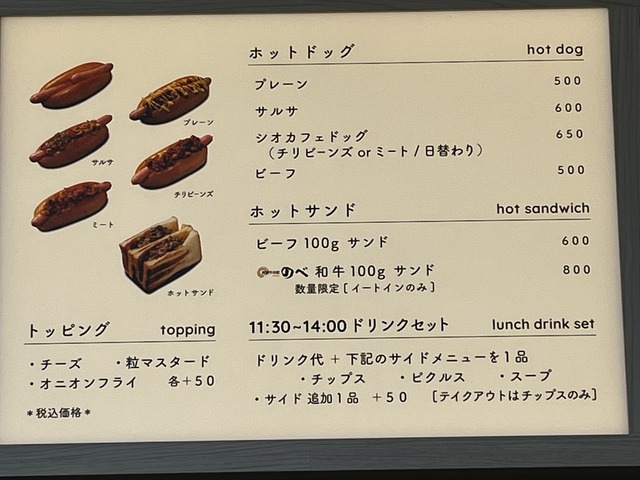 プレーン
サルサ
チリビーンズ
ミート
ホットサンド
ホットドッグ hot dog
プレーン 500
サルサ 600
シオカフェドッグ 650
(チリビーンズ or ミート / 日替わり)
ビーフ 500
ホットサンド hot sandwich
ビーフ 100g サンド 600
のべ 和牛 100g サンド 800
数量限定 [イートインのみ]
トッピング topping
・チーズ ・粒マスタード
・オニオンフライ 各+50
*税込価格*
11:30~14:00 ドリンクセット lunch drink set
ドリンク代 + 下記のサイドメニューを1品
・チップス ・ピクルス ・スープ
・サイド 追加1品 +50 [テイクアウトはチップスのみ]